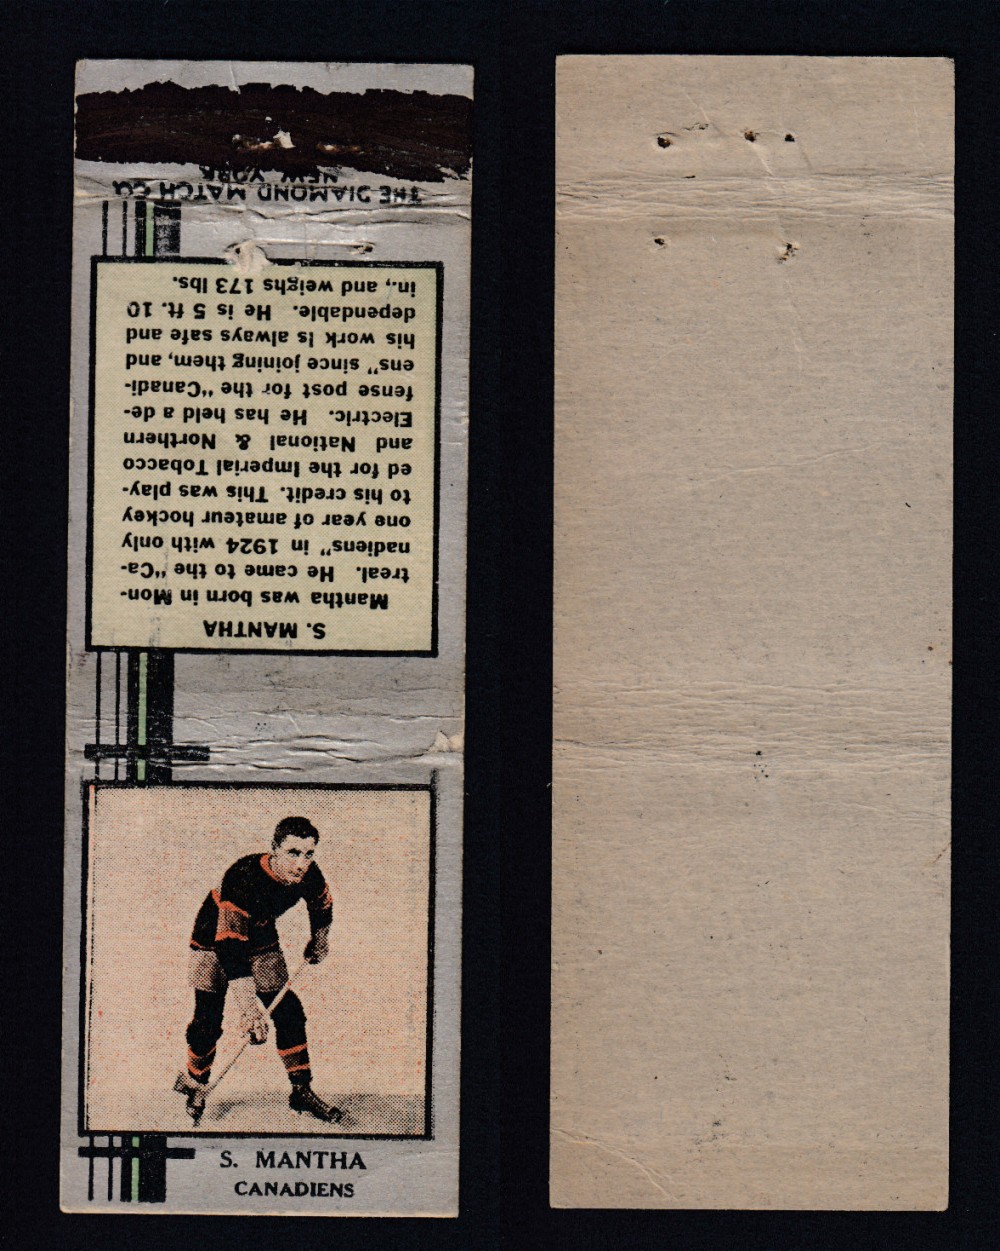 THE DIAMOND MATCH CO.
NEW YORK
S. MANTHA
Mantha was born in Mon-
treal. He came to the "Ca-
nadiens" in 1924 with only
one year of amateur hockey
to his credit. This was play-
ed for the Imperial Tobacco
and National & Northern
Electric. He has held a de-
fense post for the "Canadi-
ens" since joining them, and
his work is always safe and
dependable. He is 5 ft. 10
in., and weighs 173 lbs.
S. MANTHA
CANADIENS